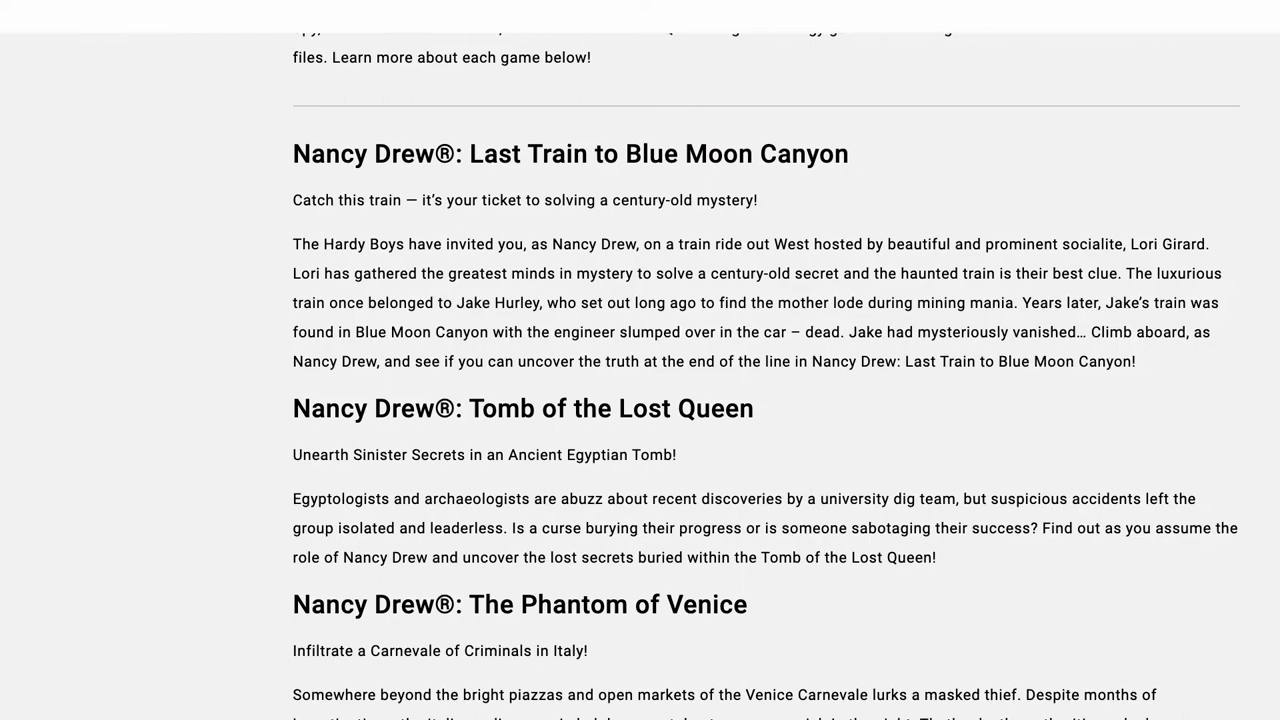 files. Learn more about each game below!
Nancy Drew®: Last Train to Blue Moon Canyon
Catch this train — it’s your ticket to solving a century-old mystery!
The Hardy Boys have invited you, as Nancy Drew, on a train ride out West hosted by beautiful and prominent socialite, Lori Girard.
Lori has gathered the greatest minds in mystery to solve a century-old secret and the haunted train is their best clue. The luxurious
train once belonged to Jake Hurley, who set out long ago to find the mother lode during mining mania. Years later, Jake’s train was
found in Blue Moon Canyon with the engineer slumped over in the car – dead. Jake had mysteriously vanished… Climb aboard, as
Nancy Drew, and see if you can uncover the truth at the end of the line in Nancy Drew: Last Train to Blue Moon Canyon!
Nancy Drew®: Tomb of the Lost Queen
Unearth Sinister Secrets in an Ancient Egyptian Tomb!
Egyptologists and archaeologists are abuzz about recent discoveries by a university dig team, but suspicious accidents left the
group isolated and leaderless. Is a curse burying their progress or is someone sabotaging their success? Find out as you assume the
role of Nancy Drew and uncover the lost secrets buried within the Tomb of the Lost Queen!
Nancy Drew®: The Phantom of Venice
Infiltrate a Carnevale of Criminals in Italy!
Somewhere beyond the bright piazzas and open markets of the Venice Carnevale lurks a masked thief. Despite months of